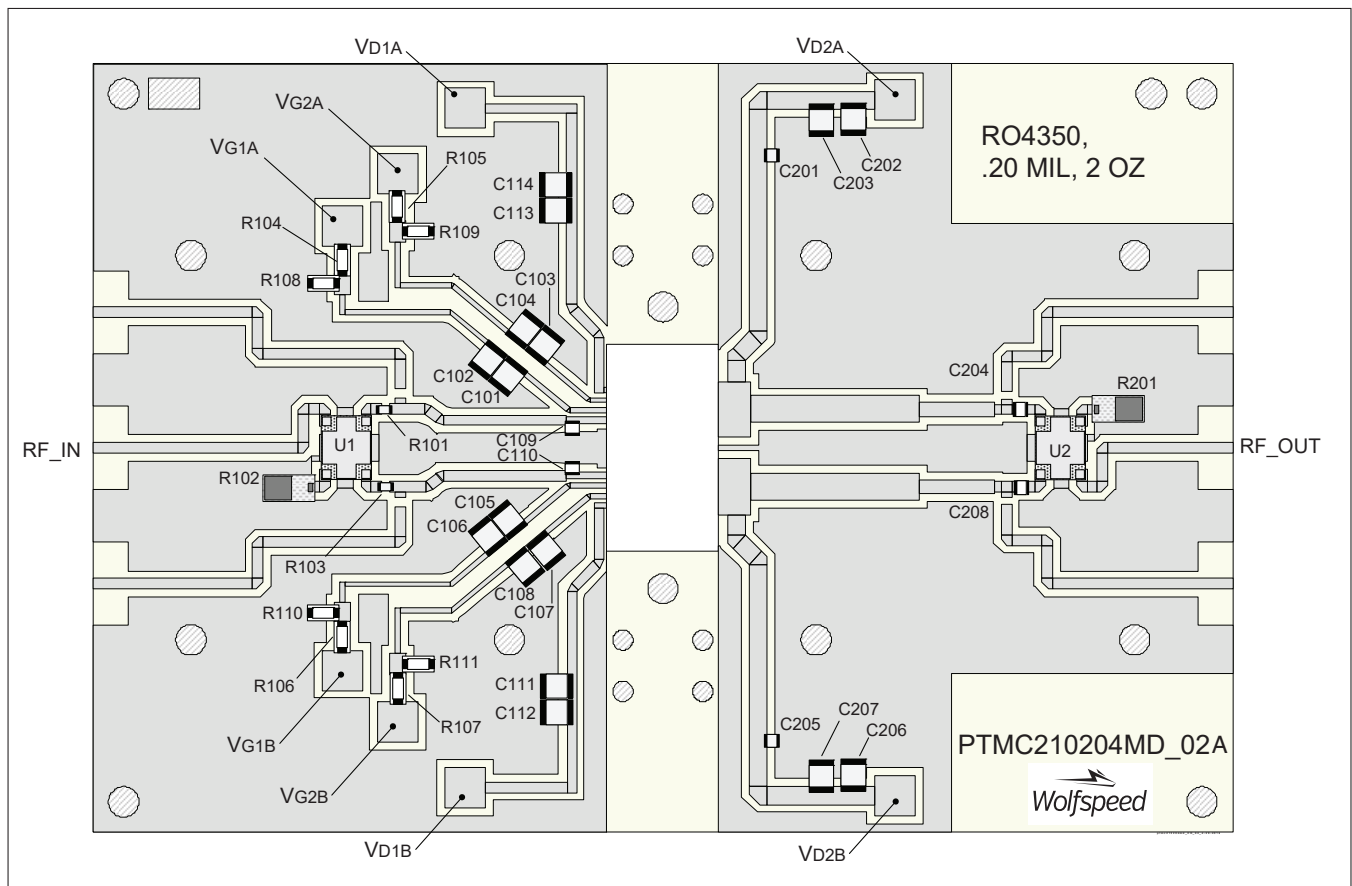 VD1A
VD2A
VG2A
VG1A
R105
R104
R109
R108
C114
C113
C103
C104
C102
C101
C201
C203
C202
RO4350,
.20 MIL, 2 OZ
C204
R201
RF_IN
U1
R101
C109
C110
R102
R103
C105
C106
C108
C107
U2
RF_OUT
C208
R110
R106
R111
R107
VG1B
VG2B
C111
C112
VD1B
C205
C207
C206
VD2B
PTMC210204MD_02A
Wolfspeed